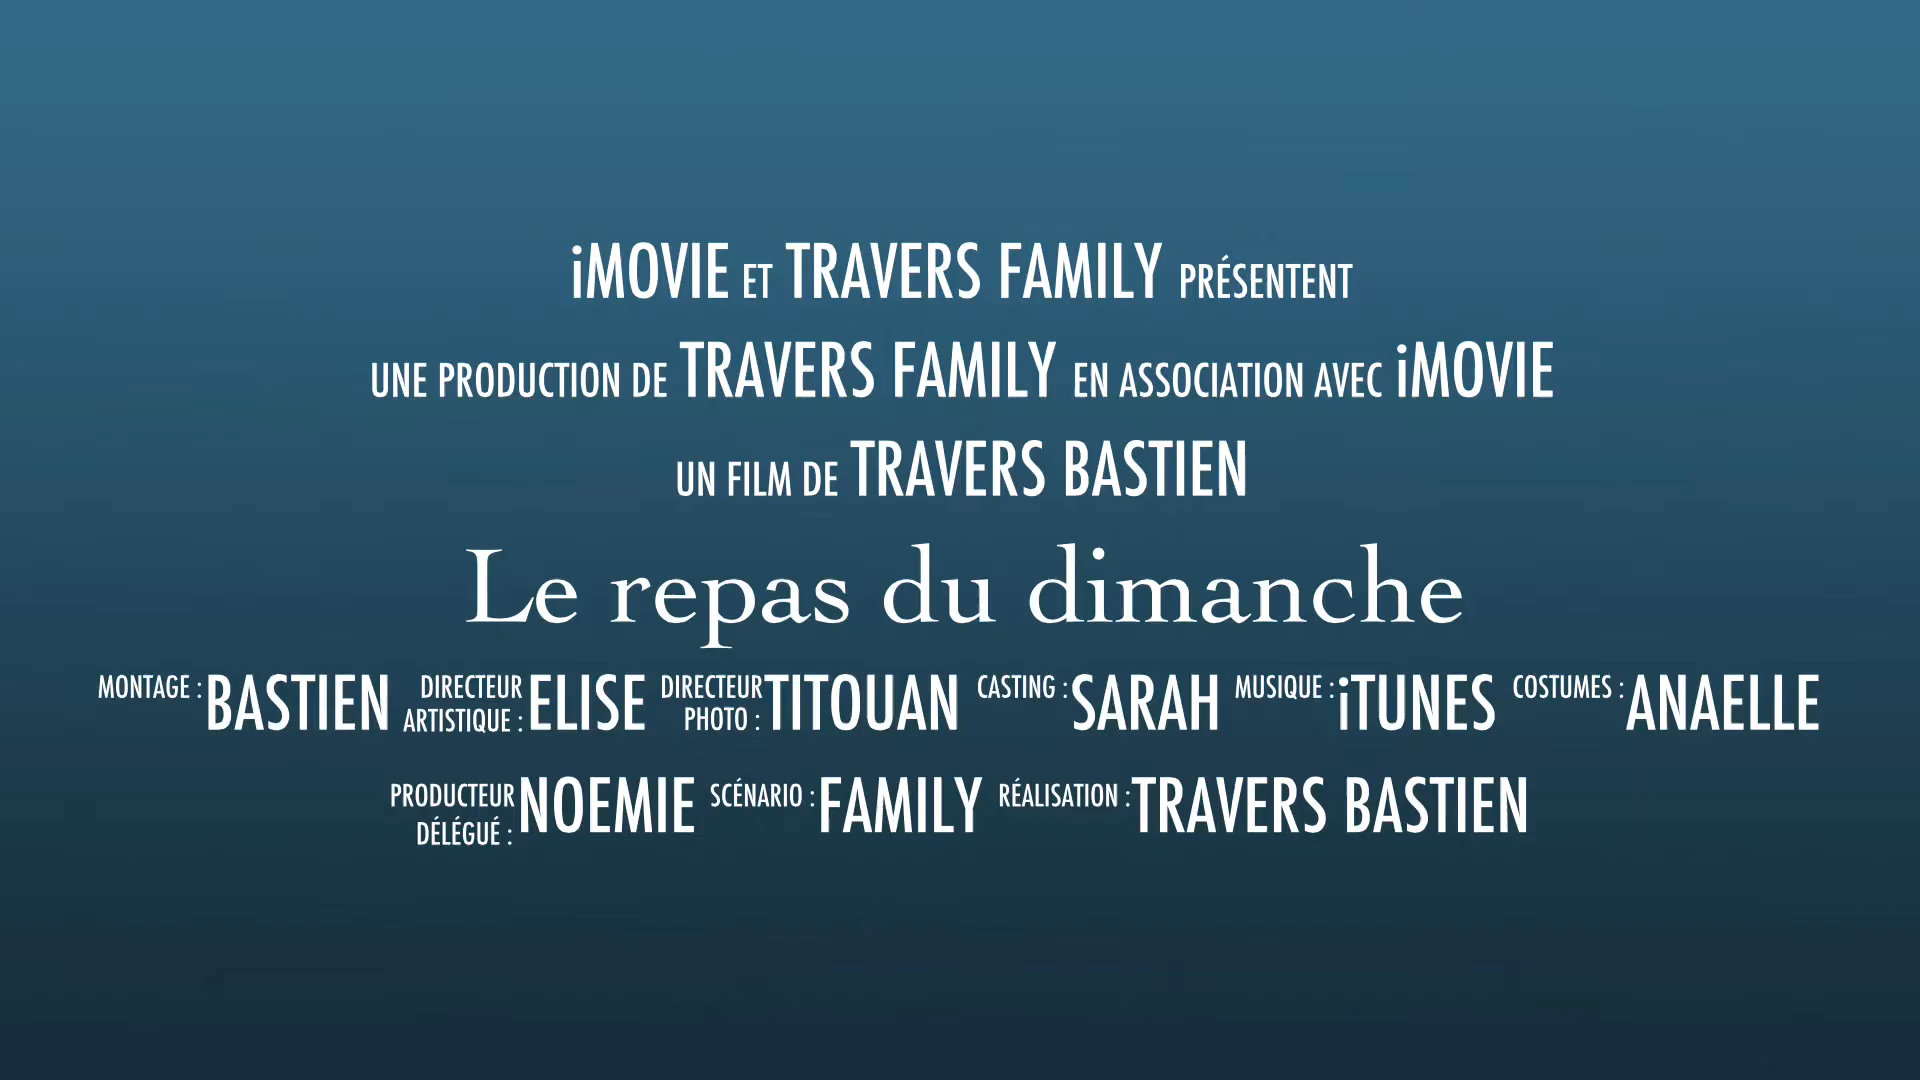 iMOVIE ET TRAVERS FAMILY PRÉSENTENT
UNE PRODUCTION DE TRAVERS FAMILY EN ASSOCIATION AVEC iMOVIE
UN FILM DE TRAVERS BASTIEN
Le repas du dimanche
MONTAGE : BASTIEN DIRECTEUR ARTISTIQUE : ELISE DIRECTEUR PHOTO : TITOUAN CASTING : SARAH MUSIQUE : iTUNES COSTUMES : ANAELLE
PRODUCTEUR DÉLÉGUÉ : NOEMIE SCÉNARIO : FAMILY RÉALISATION : TRAVERS BASTIEN